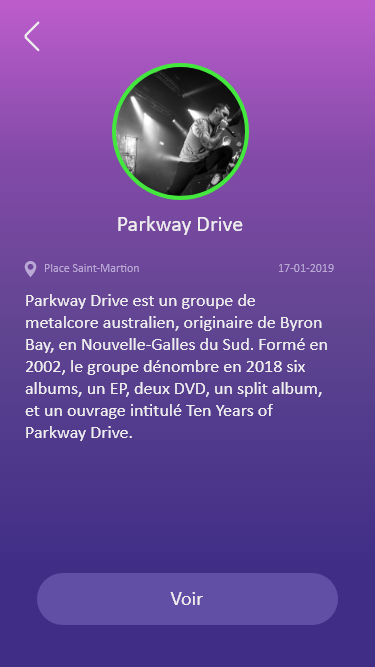 Parkway Drive
Place Saint-Martion 17-01-2019
Parkway Drive est un groupe de
metalcore australien, originaire de Byron
Bay, en Nouvelle-Galles du Sud. Formé en
2002, le groupe dénombre en 2018 six
albums, un EP, deux DVD, un split album,
et un ouvrage intitulé Ten Years of
Parkway Drive.
Voir